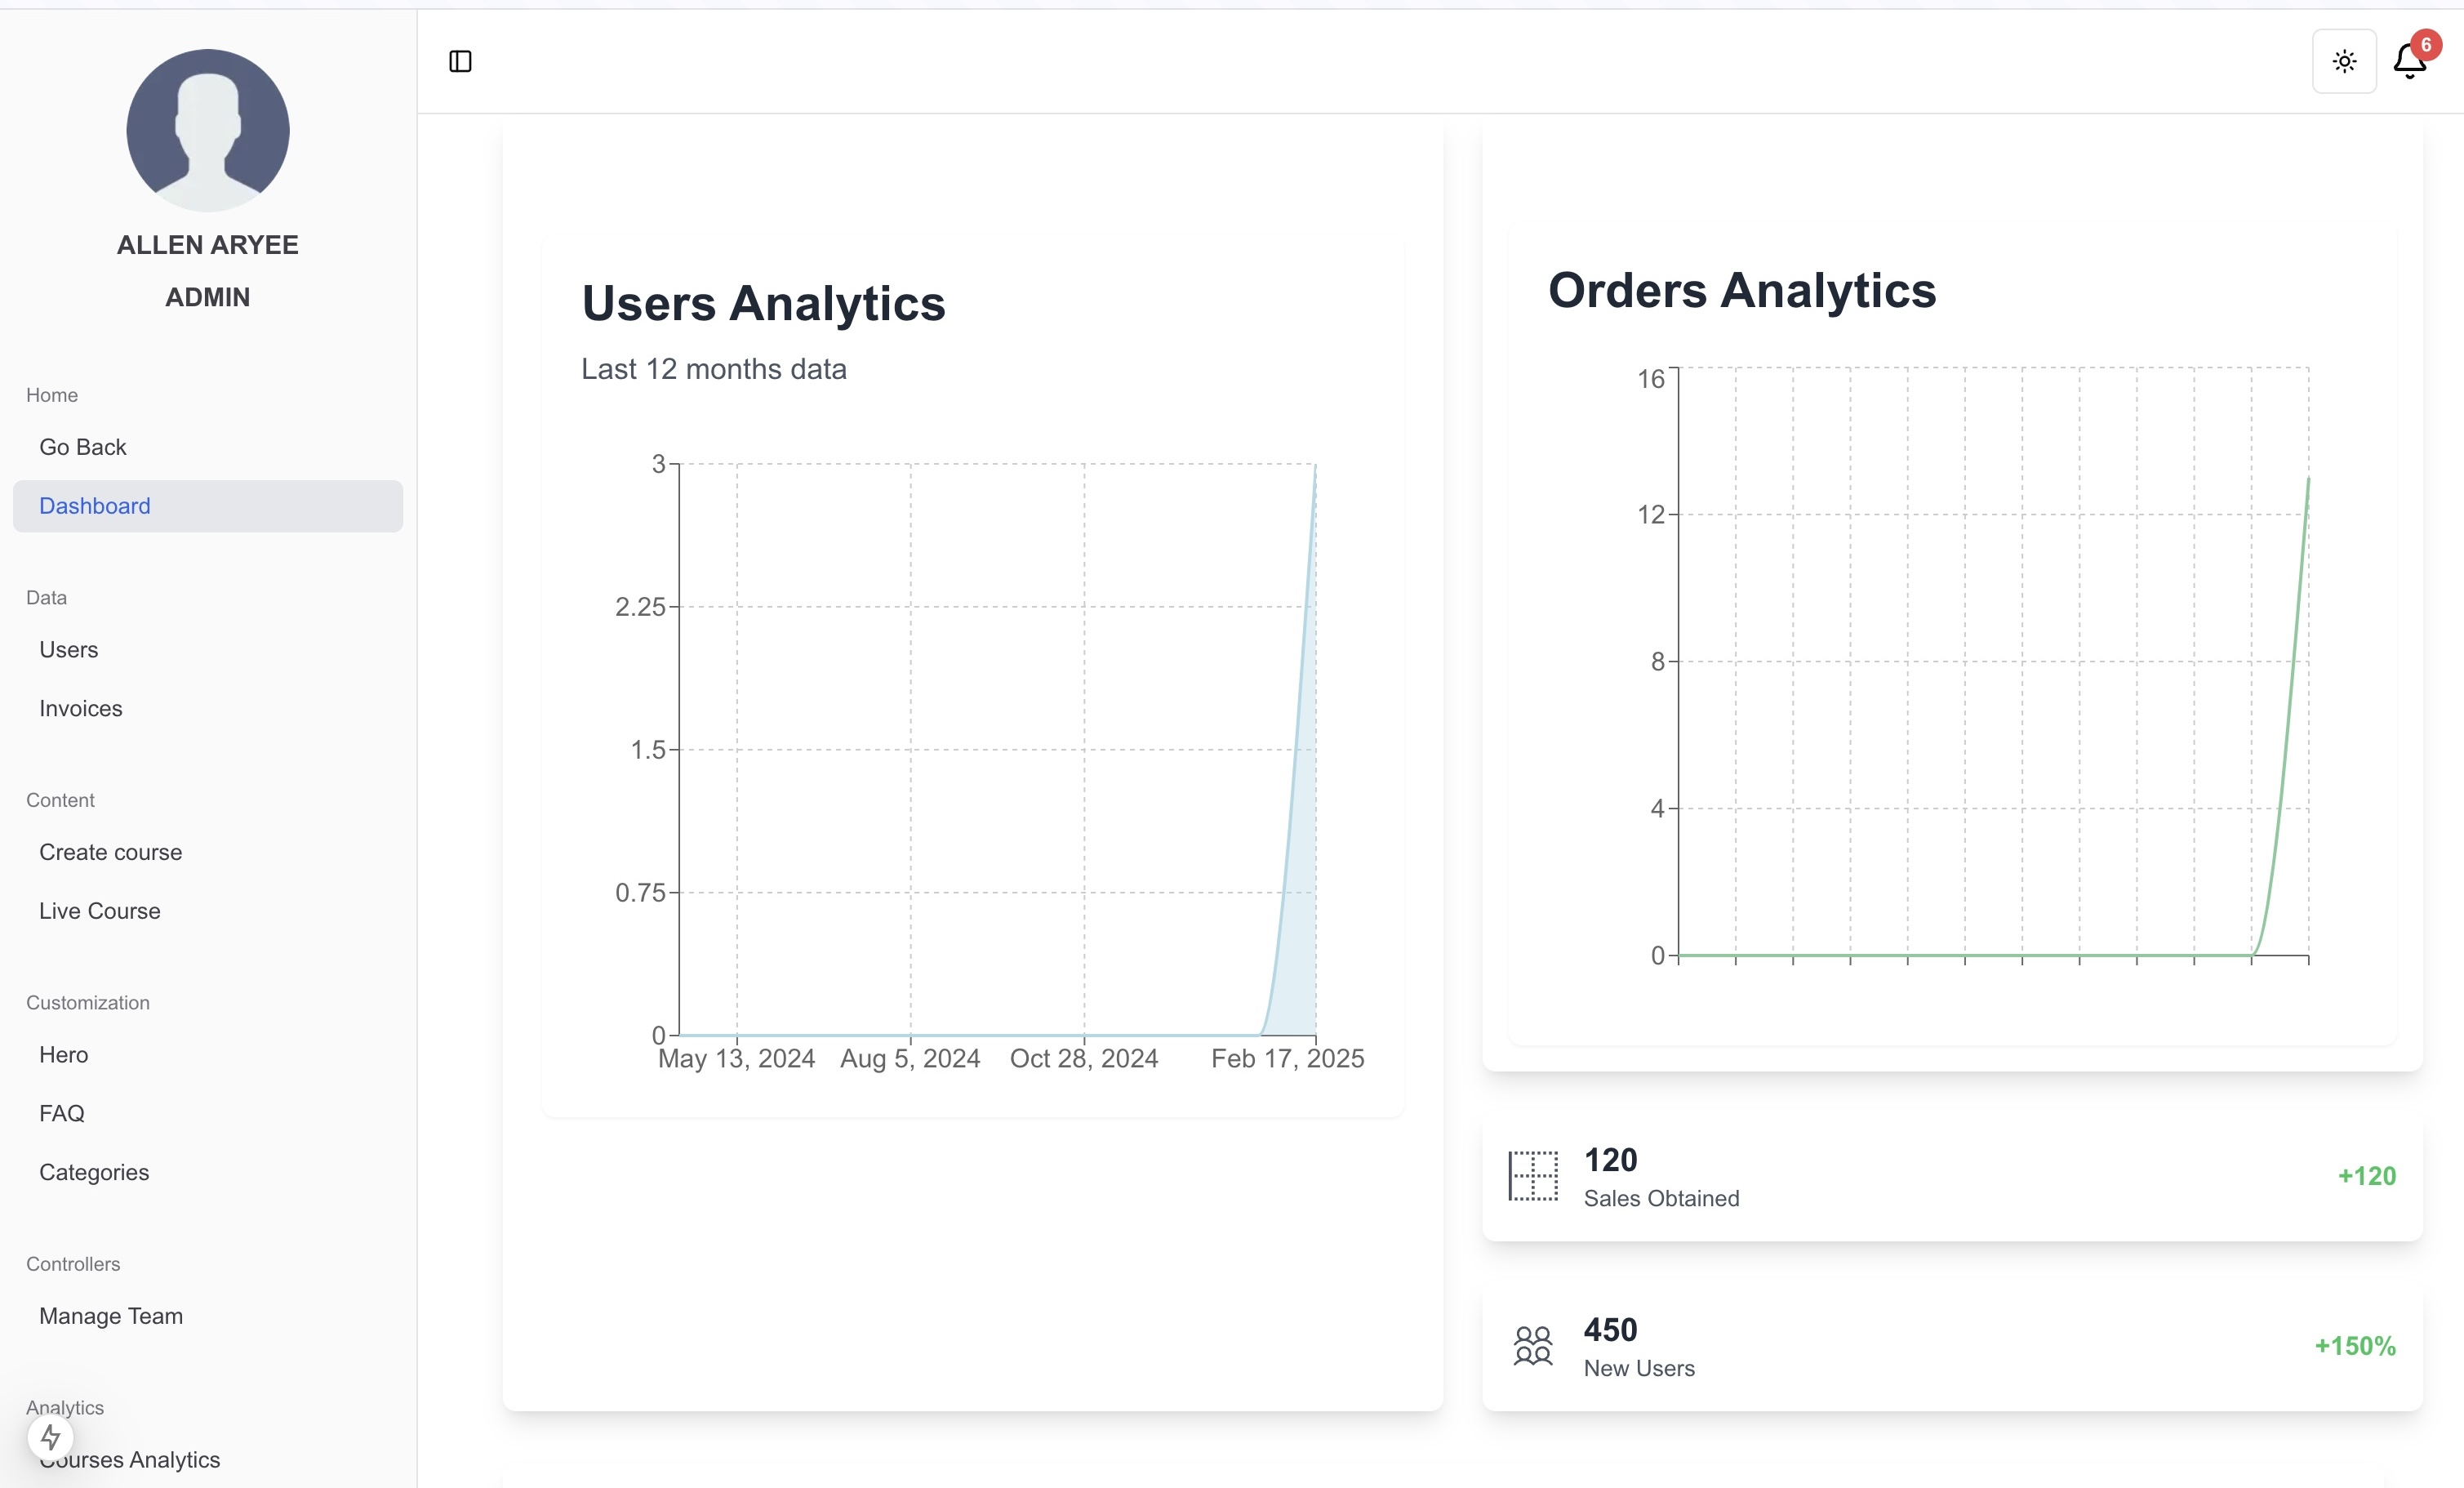 ALLEN ARYEE
ADMIN
Home
Go Back
Dashboard
Data
Users
Invoices
Content
Create course
Live Course
Customization
Hero
FAQ
Categories
Controllers
Manage Team
Analytics
Courses Analytics
6
Users Analytics
Last 12 months data
3
2.25
1.5
0.75
0
May 13, 2024 Aug 5, 2024 Oct 28, 2024 Feb 17, 2025
Orders Analytics
16
12
8
4
0
120
Sales Obtained
+120
450
New Users
+150%